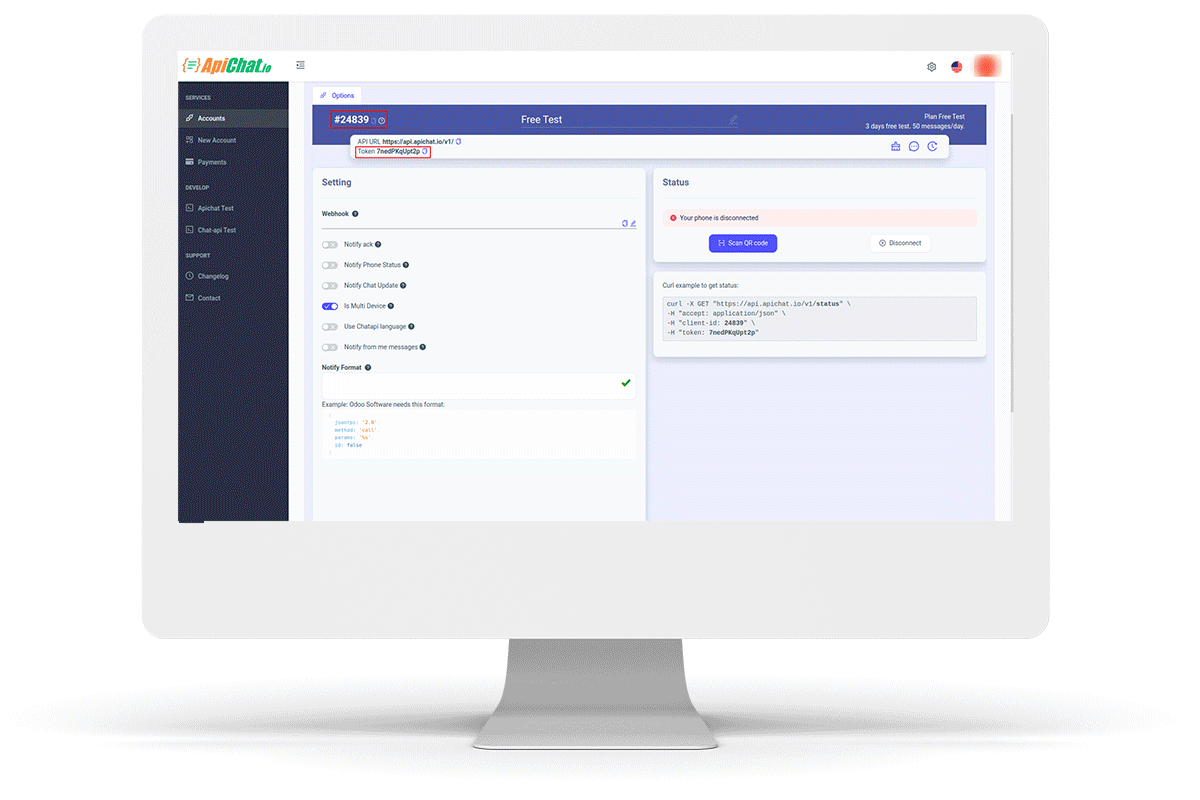 {≡}ApiChat.io
SERVICES
Accounts
New Account
Payments
DEVELOP
Apichat Test
Chat-api Test
SUPPORT
Changelog
Contact
Options
#24839
Free Test
Plan Free Test
3 days free test. 50 messages/day.
API URL https://api.apichat.io/v1/
Token 7nedPKqUpt2p
Setting
Webhook
Notify ack
Notify Phone Status
Notify Chat Update
Is Multi Device
Use Chatapi language
Notify from me messages
Notify Format
Example: Odoo Software needs this format:
{
jsonrpc: '2.0'
method: 'call'
params: '%s'
id: false
}
Status
Your phone is disconnected
Scan QR code
Disconnect
Curl example to get status:
curl -X GET "https://api.apichat.io/v1/status" \
-H "accept: application/json" \
-H "client-id: 24839" \
-H "token: 7nedPKqUpt2p"